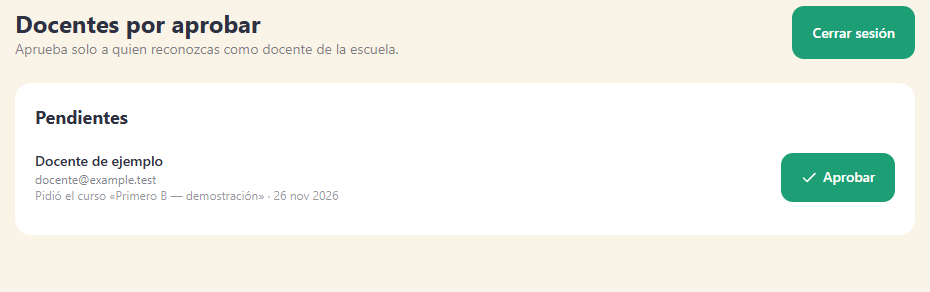 Docentes por aprobar
Aprueba solo a quien reconozcas como docente de la escuela.
Cerrar sesión
Pendientes
Docente de ejemplo
docente@example.test
Pidió el curso «Primero B — demostración» · 26 nov 2026
Aprobar